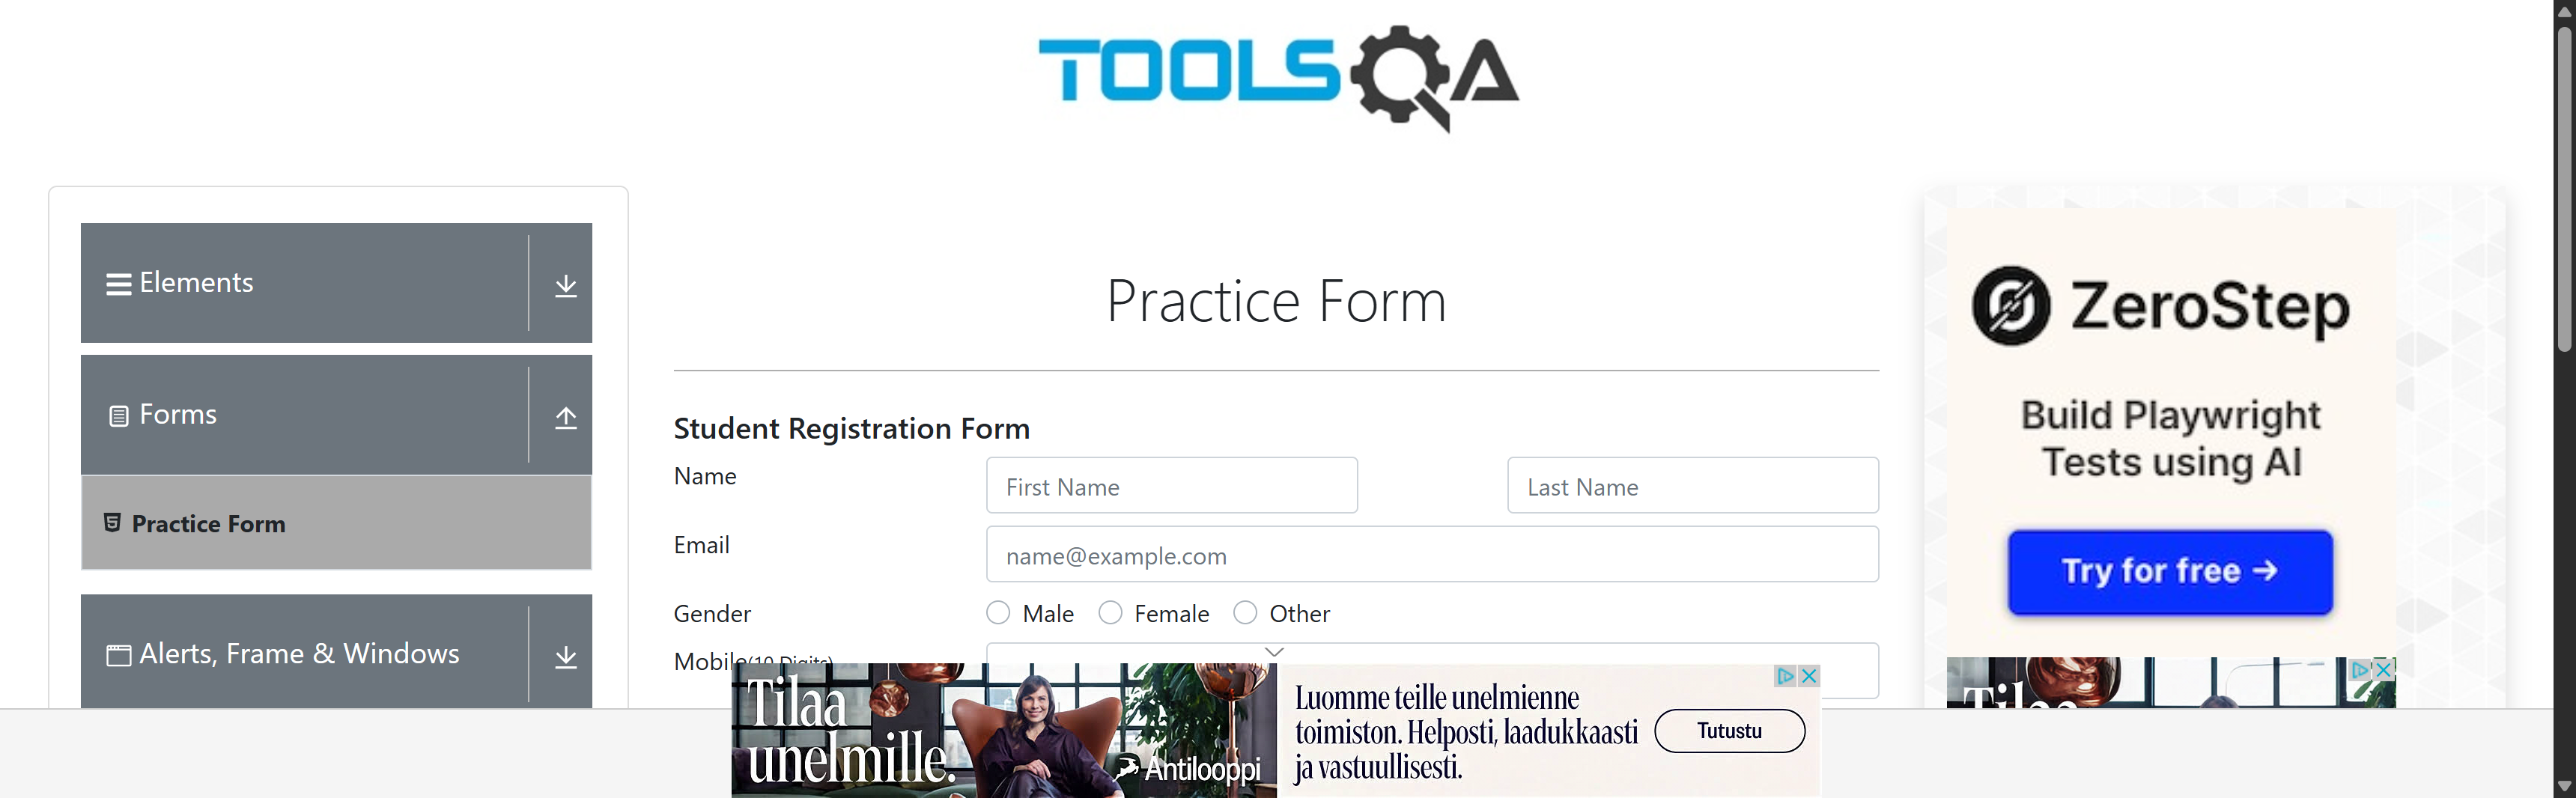 TOOLSQA
Elements
Forms
Practice Form
Alerts, Frame & Windows
Practice Form
Student Registration Form
Name
First Name
Last Name
Email
name@example.com
Gender
Male
Female
Other
Mobile(10 Digits)
ZeroStep
Build Playwright
Tests using AI
Try for free →
Tilaa
unelmille.
Antilooppi
Luomme teille unelmienne
toimiston. Helposti, laadukkaasti
ja vastuullisesti.
Tutustu